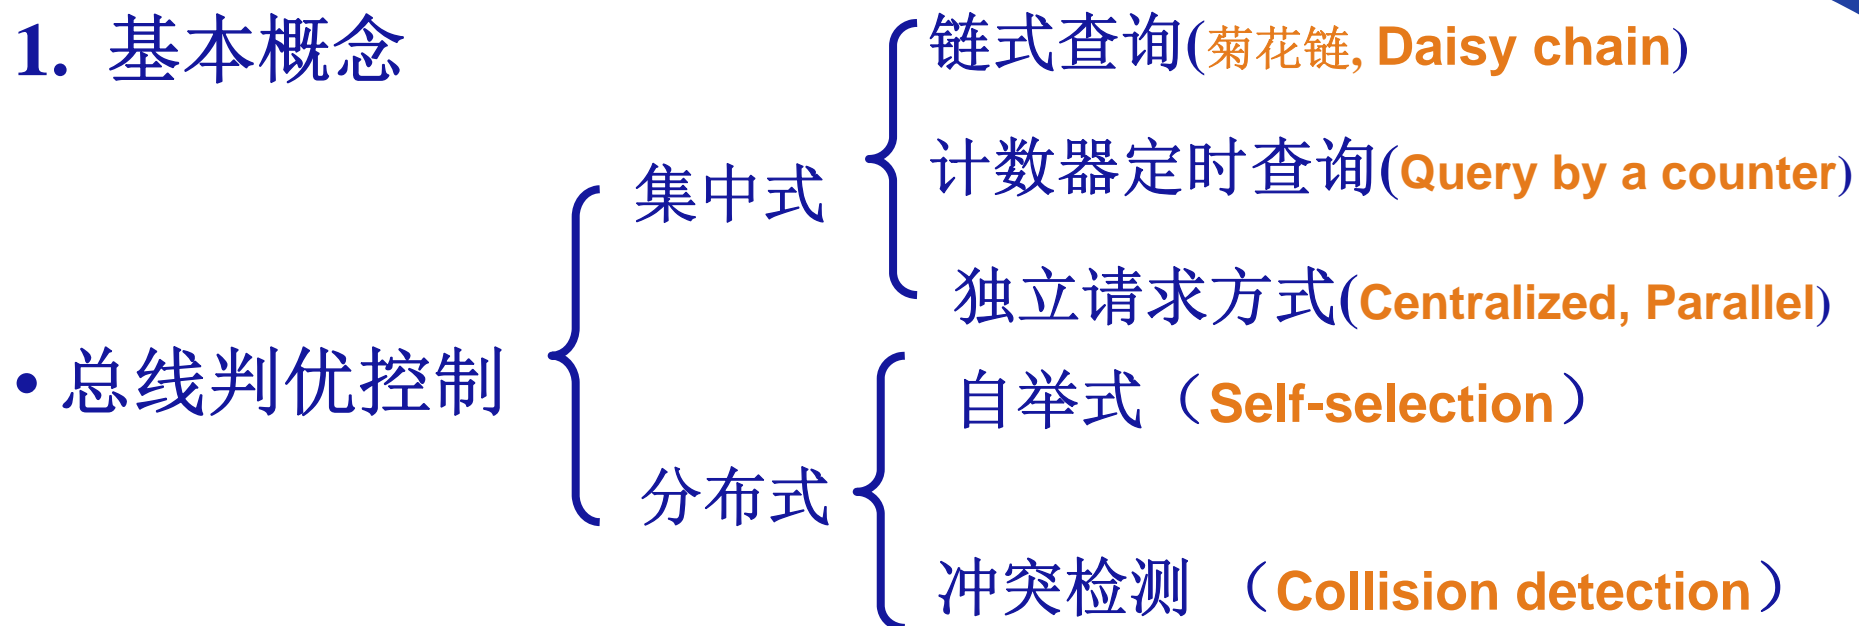 1. 基本概念
链式查询(菊花链, Daisy chain)
计数器定时查询(Query by a counter)
集中式
独立请求方式(Centralized, Parallel)
• 总线判优控制
自举式（Self-selection）
分布式
冲突检测 （Collision detection）